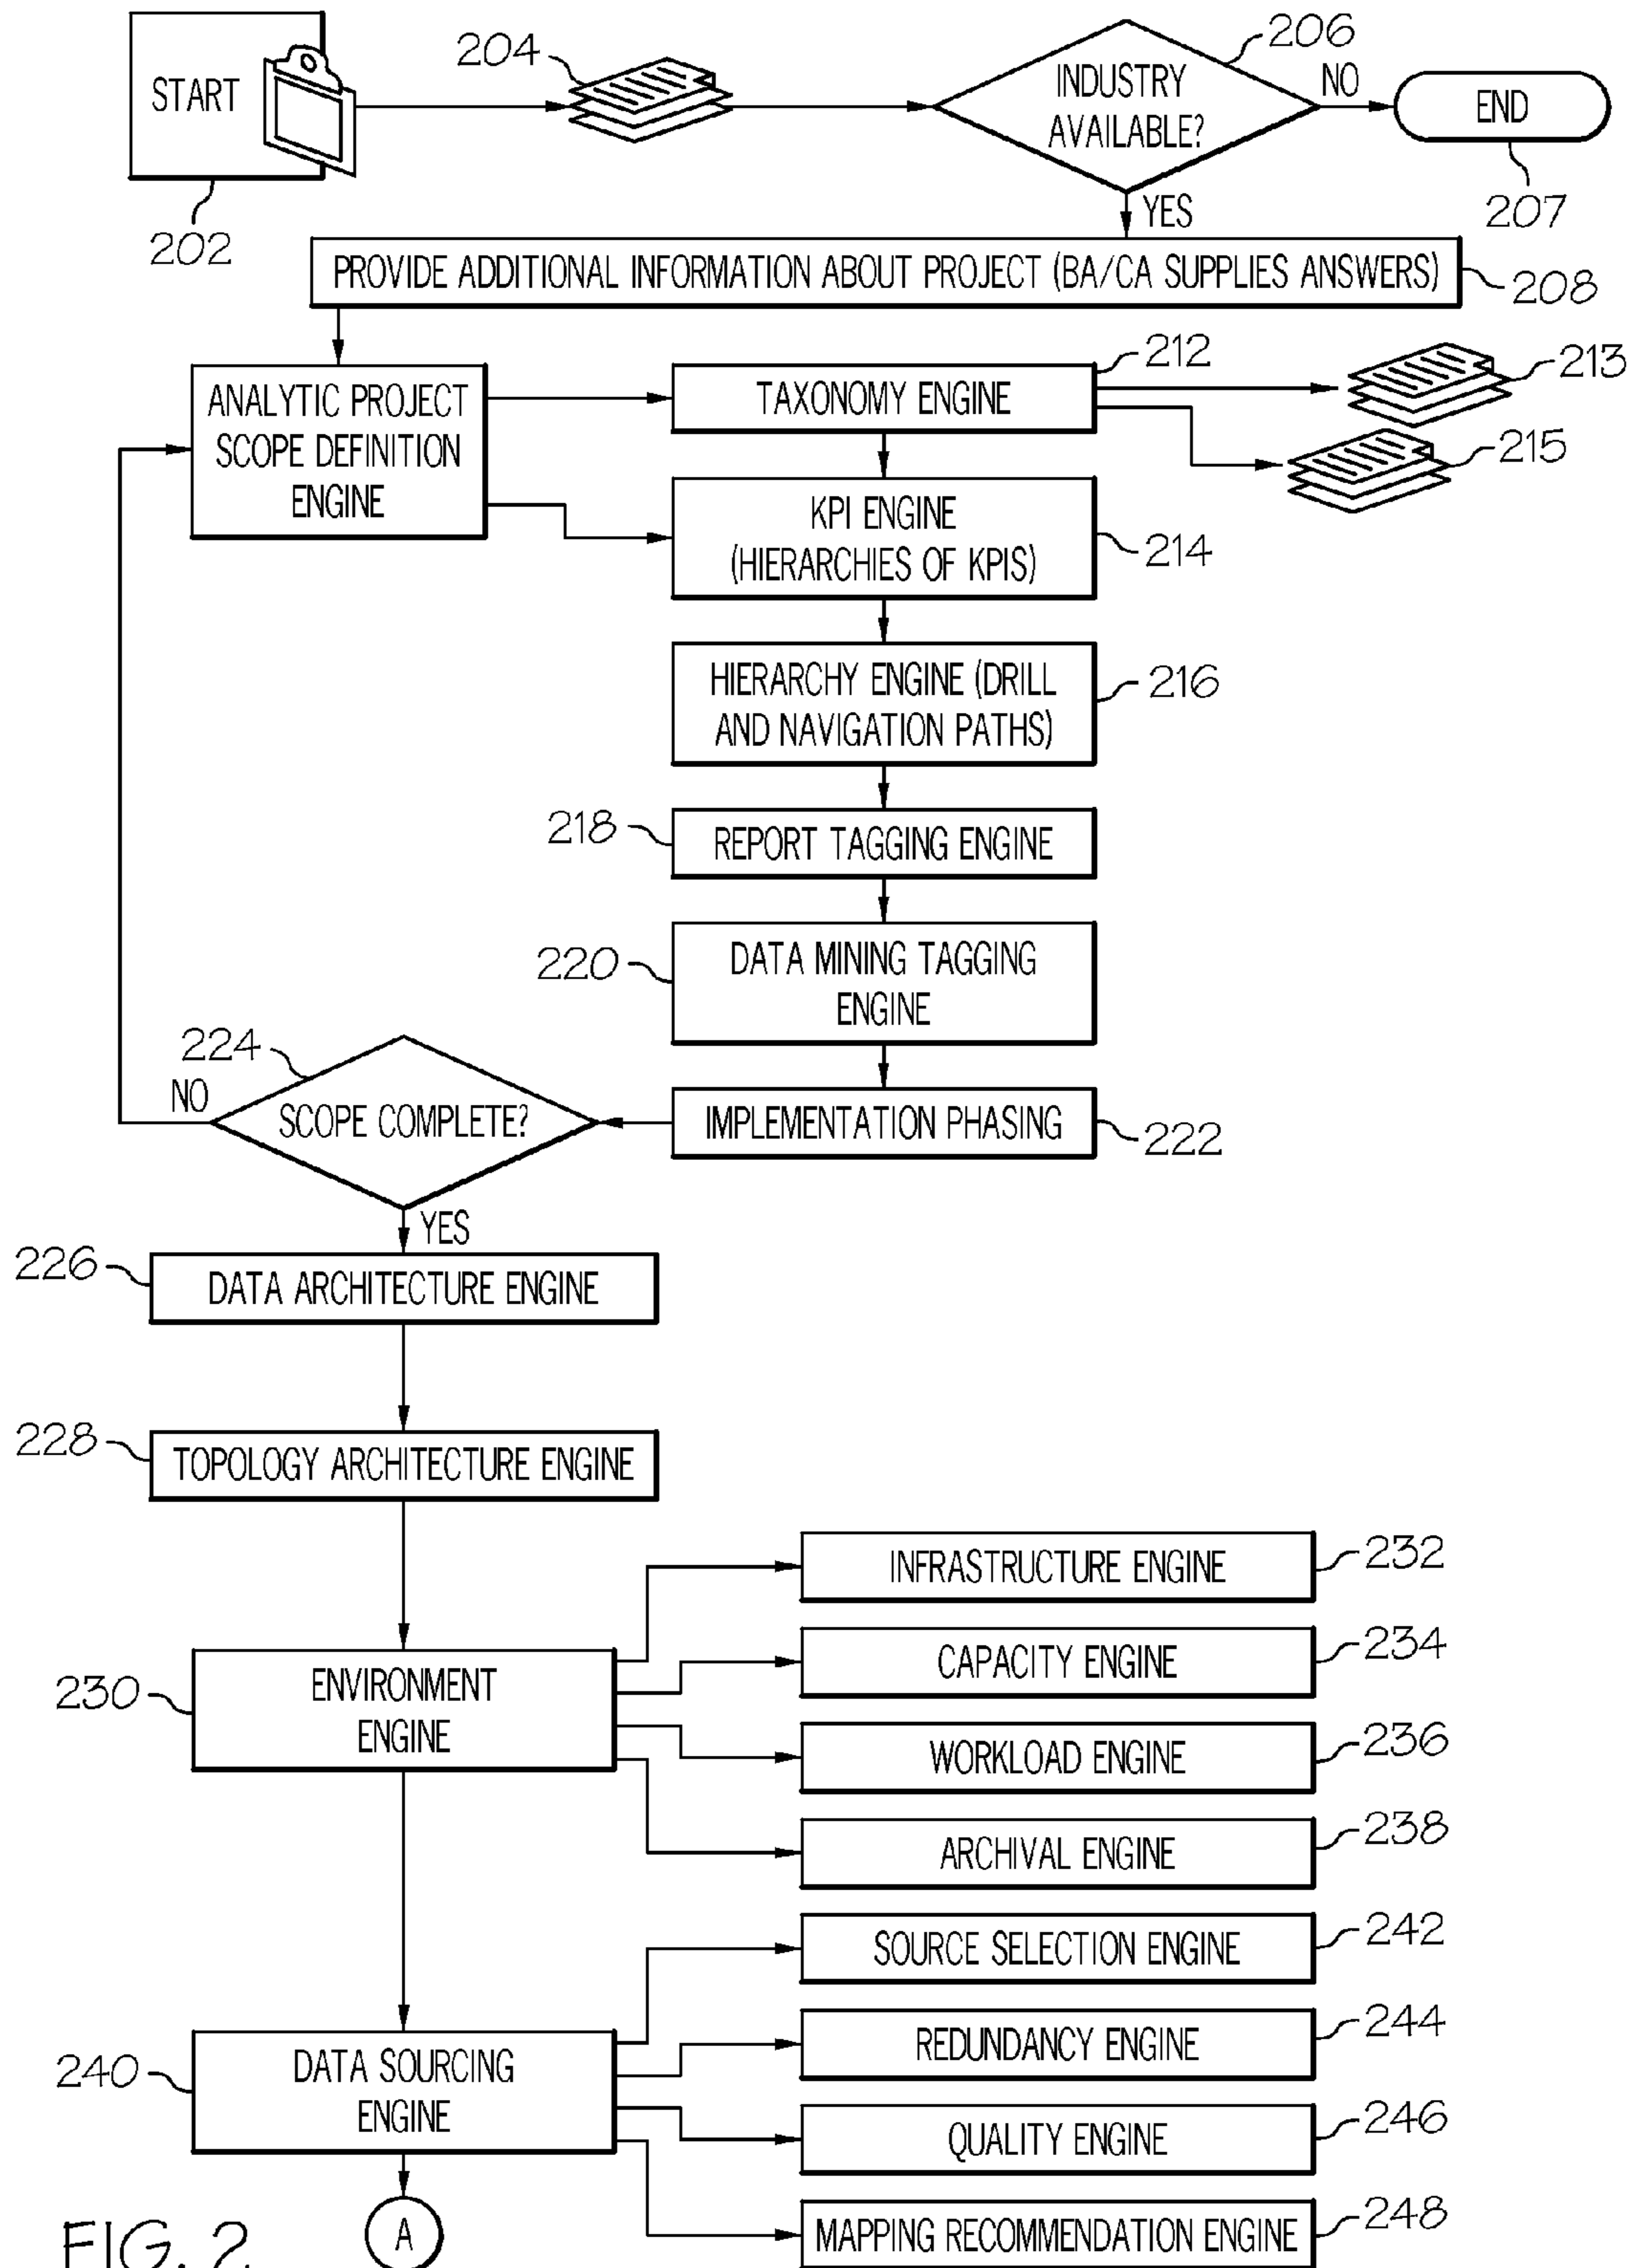 START
202
204
INDUSTRY
AVAILABLE?
206
NO
END
207
YES
PROVIDE ADDITIONAL INFORMATION ABOUT PROJECT (BA/CA SUPPLIES ANSWERS)
208
ANALYTIC PROJECT
SCOPE DEFINITION
ENGINE
TAXONOMY ENGINE
212
213
215
KPI ENGINE
(HIERARCHIES OF KPIS)
214
HIERARCHY ENGINE (DRILL
AND NAVIGATION PATHS)
216
218
REPORT TAGGING ENGINE
220
DATA MINING TAGGING
ENGINE
224
NO
SCOPE COMPLETE?
IMPLEMENTATION PHASING
222
YES
226
DATA ARCHITECTURE ENGINE
228
TOPOLOGY ARCHITECTURE ENGINE
230
ENVIRONMENT
ENGINE
INFRASTRUCTURE ENGINE
232
CAPACITY ENGINE
234
WORKLOAD ENGINE
236
ARCHIVAL ENGINE
238
240
DATA SOURCING
ENGINE
SOURCE SELECTION ENGINE
242
REDUNDANCY ENGINE
244
QUALITY ENGINE
246
MAPPING RECOMMENDATION ENGINE
248
A
FIG. 2